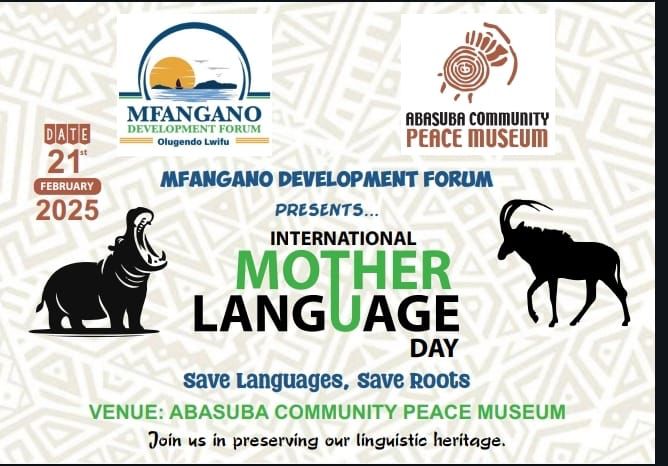 MFANGANO
DEVELOPMENT FORUM
Olugendo Lwifu
ABASUBA COMMUNITY
PEACE MUSEUM
DATE
21st
FEBRUARY
2025
MFANGANO DEVELOPMENT FORUM
PRESENTS...
INTERNATIONAL
MOTHER
LANGUAGE
DAY
Save Languages, Save Roots
VENUE: ABASUBA COMMUNITY PEACE MUSEUM
Join us in preserving our linguistic heritage.